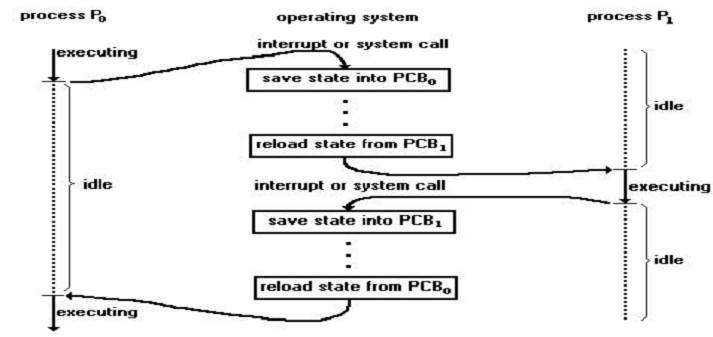 process P₀ operating system process P₁
executing interrupt or system call
save state into PCB₀
idle
reload state from PCB₁
idle interrupt or system call executing
save state into PCB₁
idle
reload state from PCB₀
executing